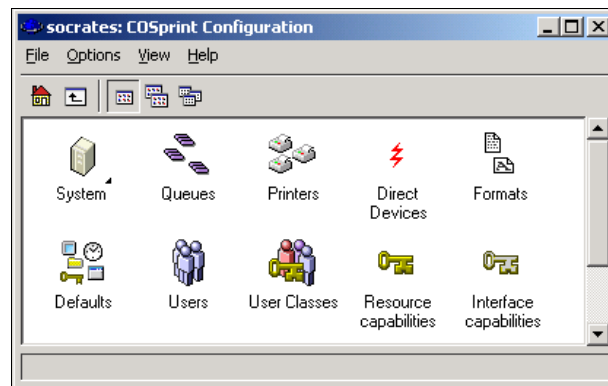 socrates: COSprint Configuration
File Options View Help
System Queues Printers Direct Devices Formats
Defaults Users User Classes Resource capabilities Interface capabilities